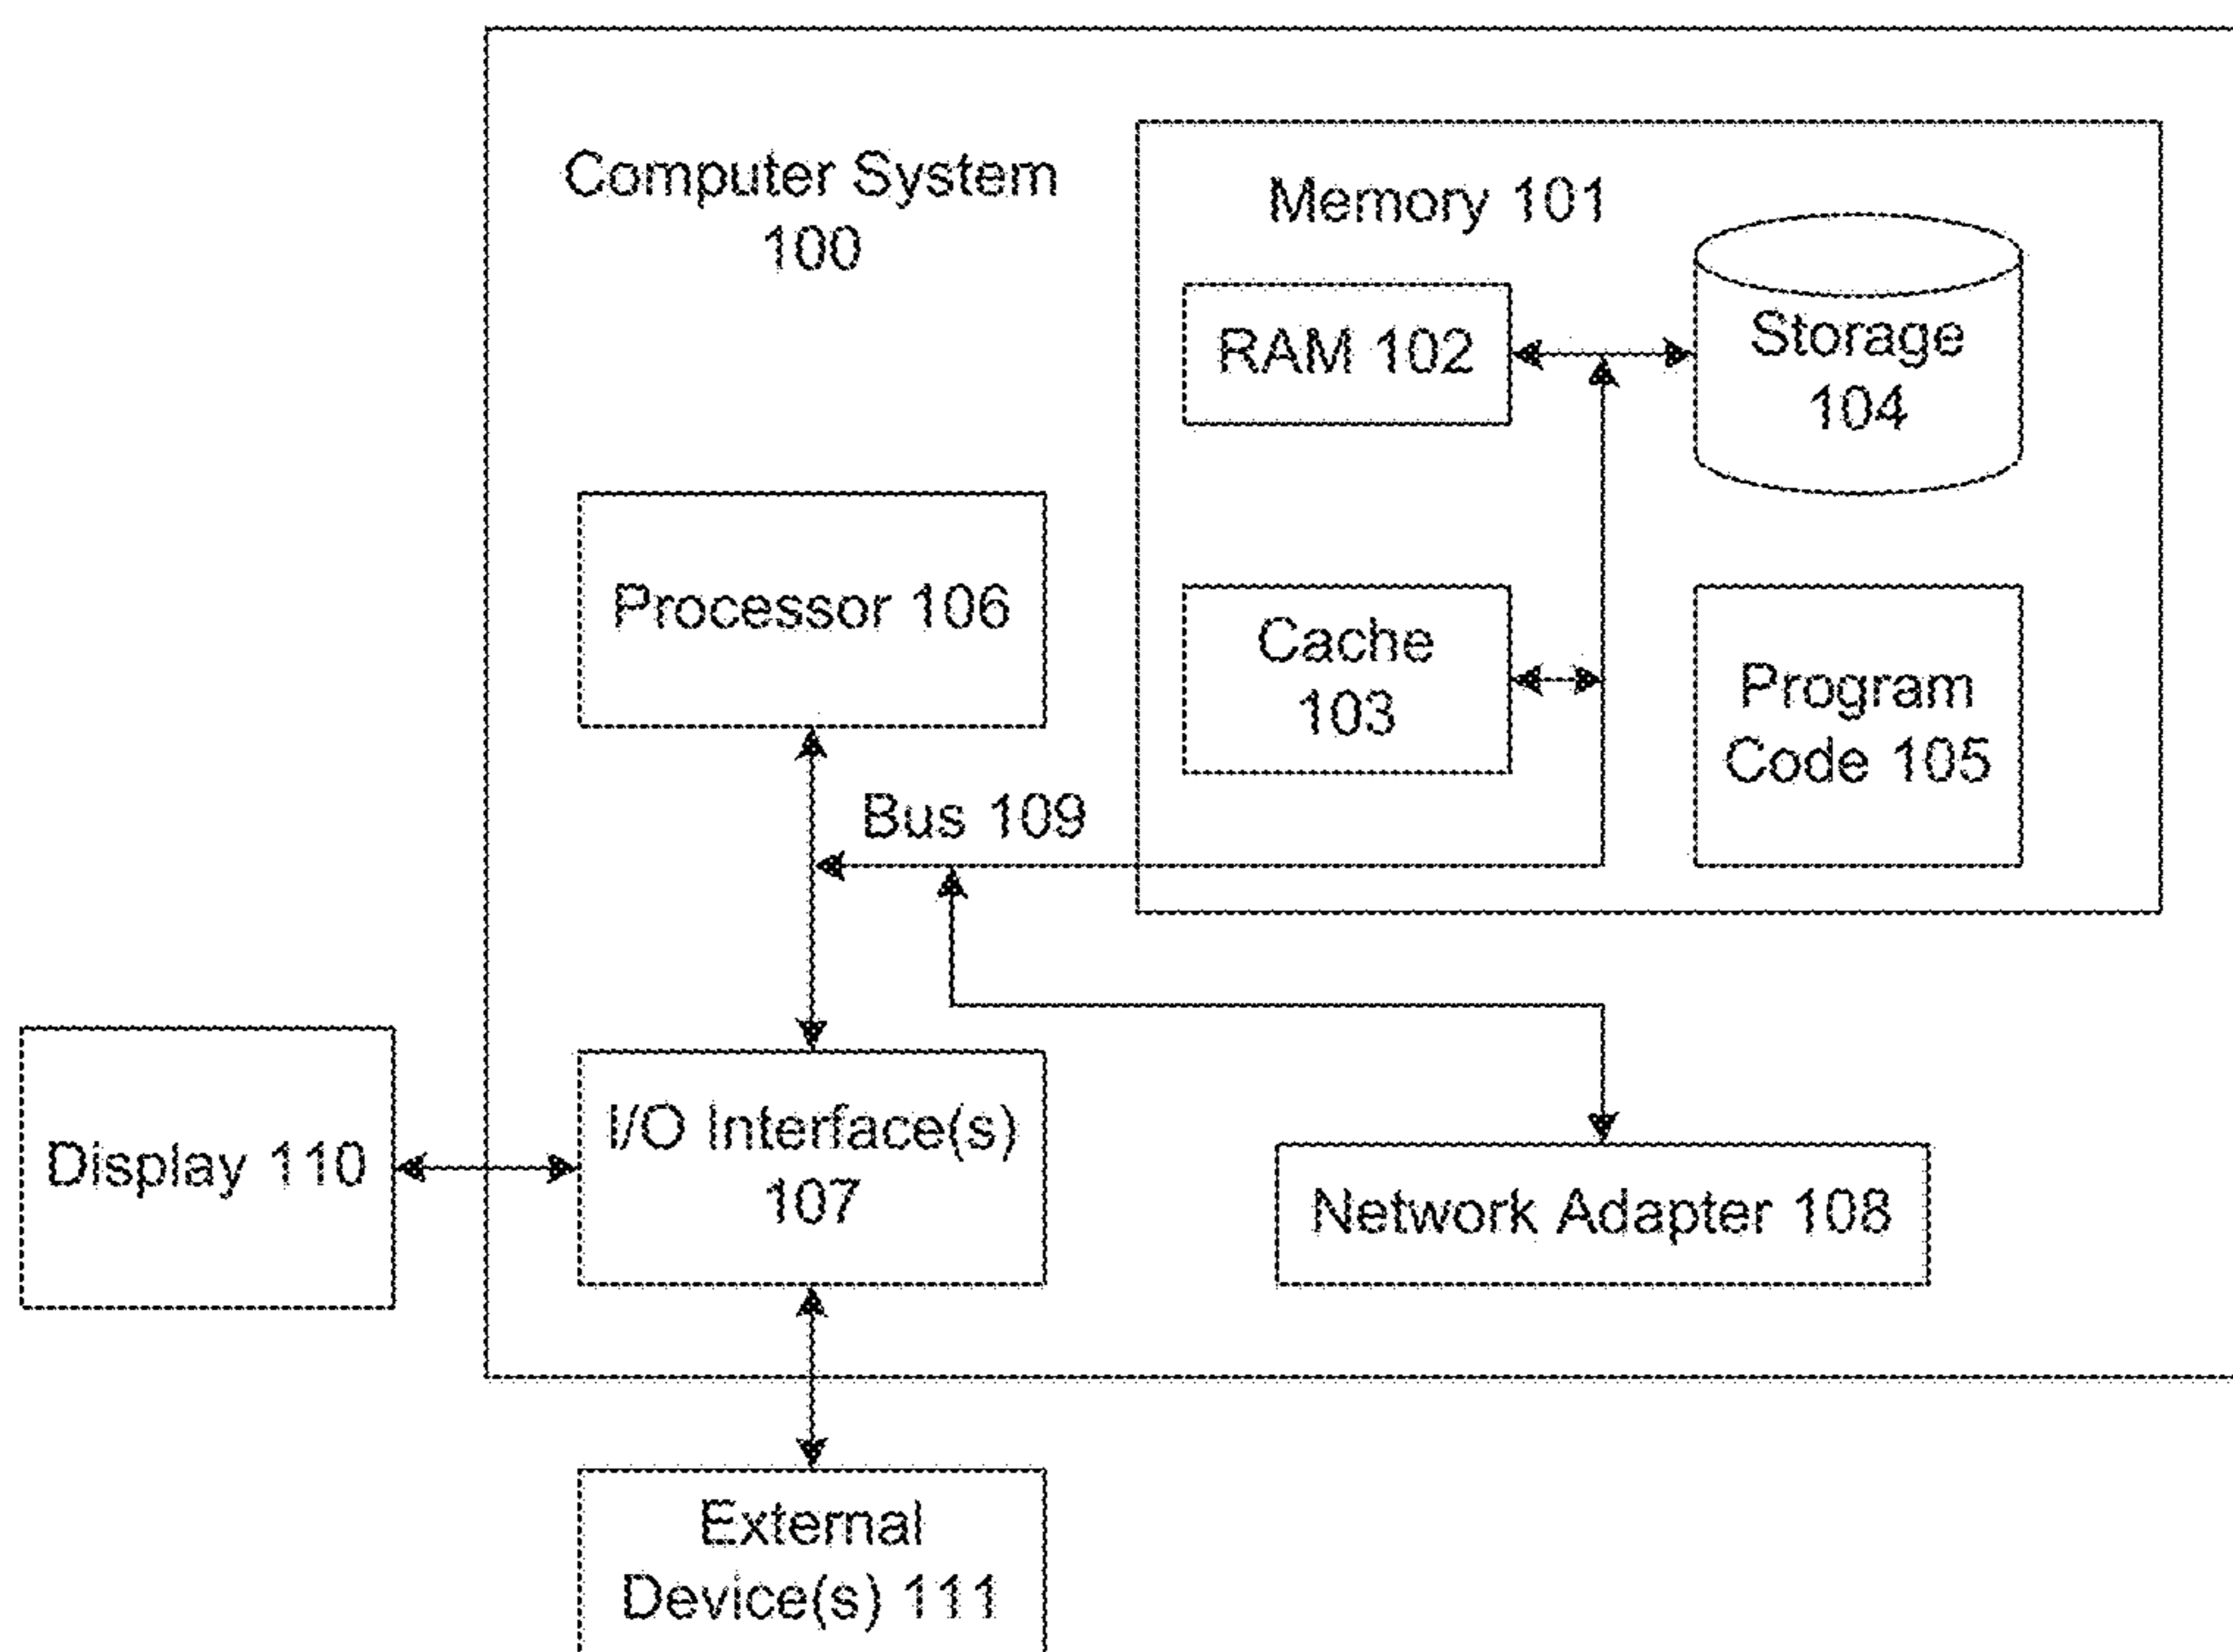 Computer System
100
Memory 101
RAM 102
Storage
104
Processor 106
Cache
103
Program
Code 105
Bus 109
Display 110
I/O Interface(s)
107
Network Adapter 108
External
Device(s) 111